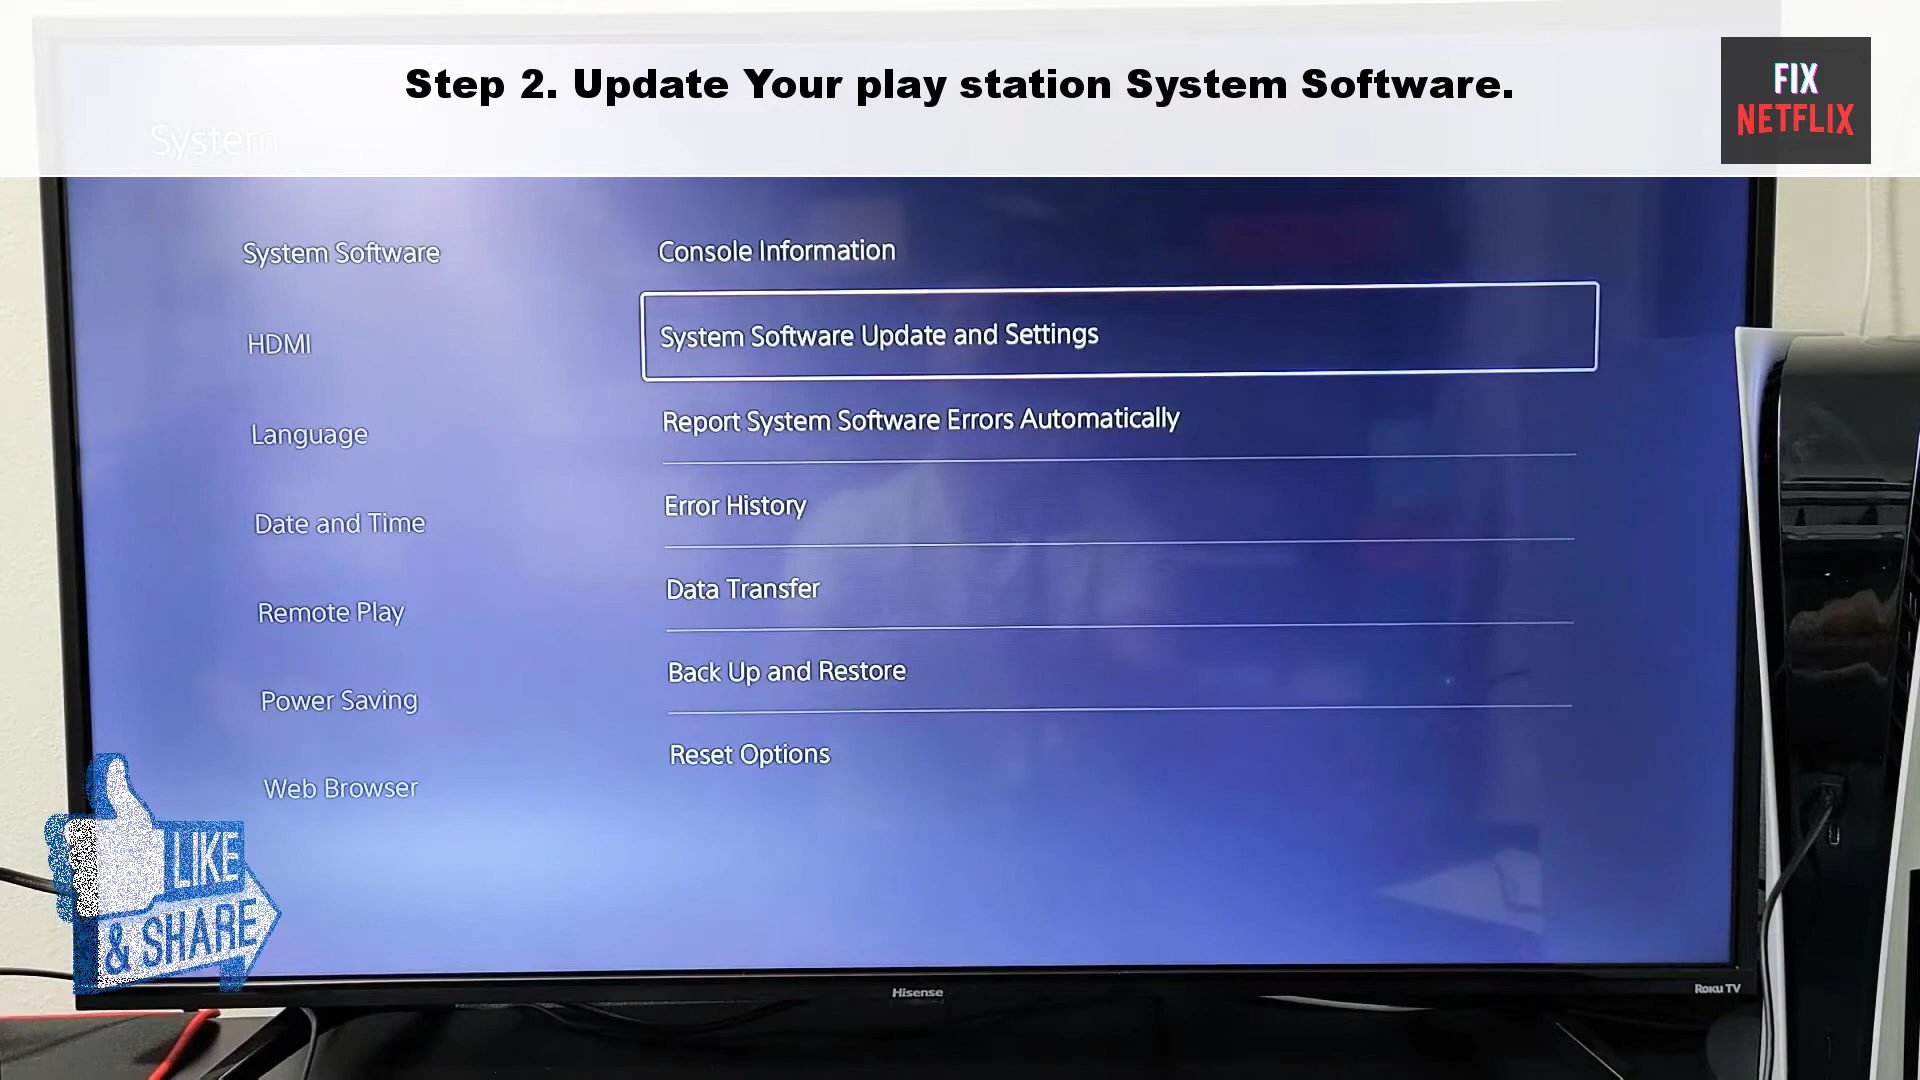 Step 2. Update Your play station System Software.
FIX
NETFLIX
System
System Software
HDMI
Language
Date and Time
Remote Play
Power Saving
Web Browser
Console Information
System Software Update and Settings
Report System Software Errors Automatically
Error History
Data Transfer
Back Up and Restore
Reset Options
LIKE
& SHARE
Hisense
Roku TV